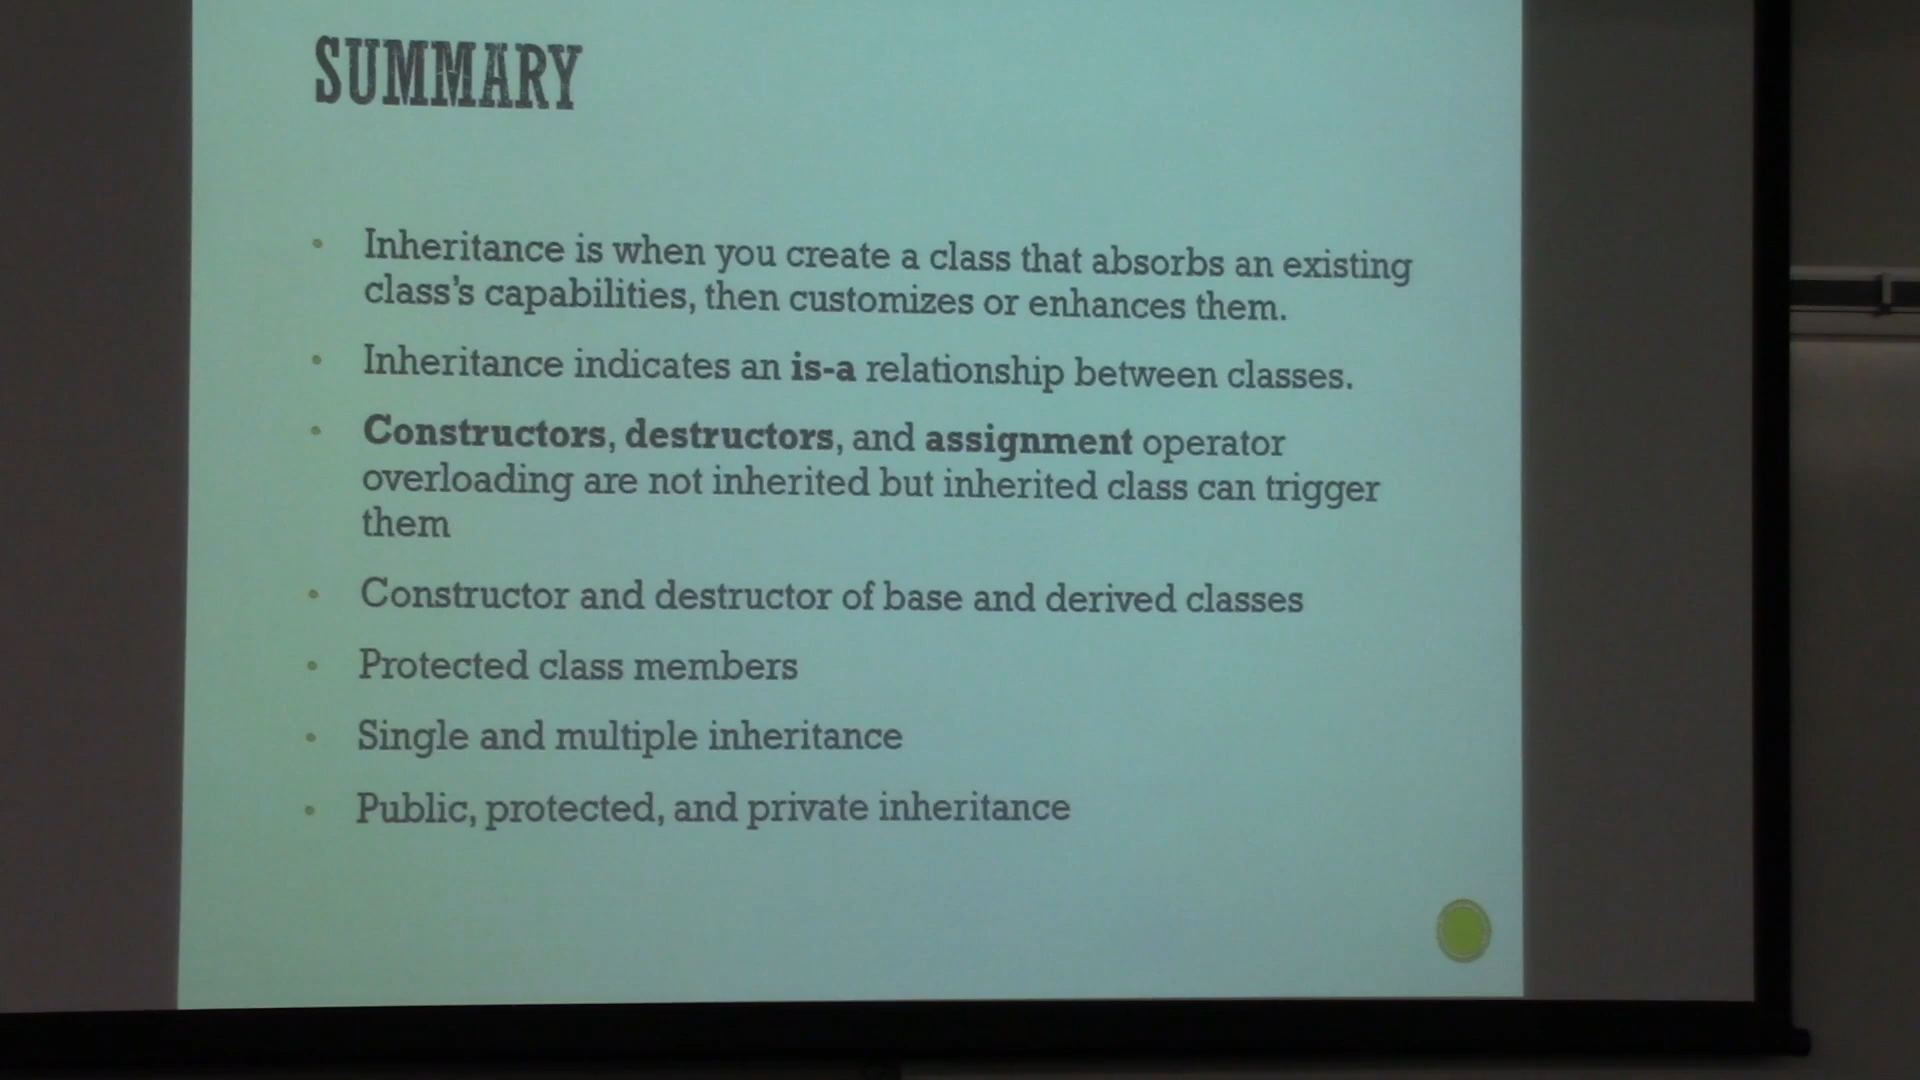 SUMMARY
• Inheritance is when you create a class that absorbs an existing
class's capabilities, then customizes or enhances them.
• Inheritance indicates an is-a relationship between classes.
• Constructors, destructors, and assignment operator
overloading are not inherited but inherited class can trigger
them
• Constructor and destructor of base and derived classes
• Protected class members
• Single and multiple inheritance
• Public, protected, and private inheritance